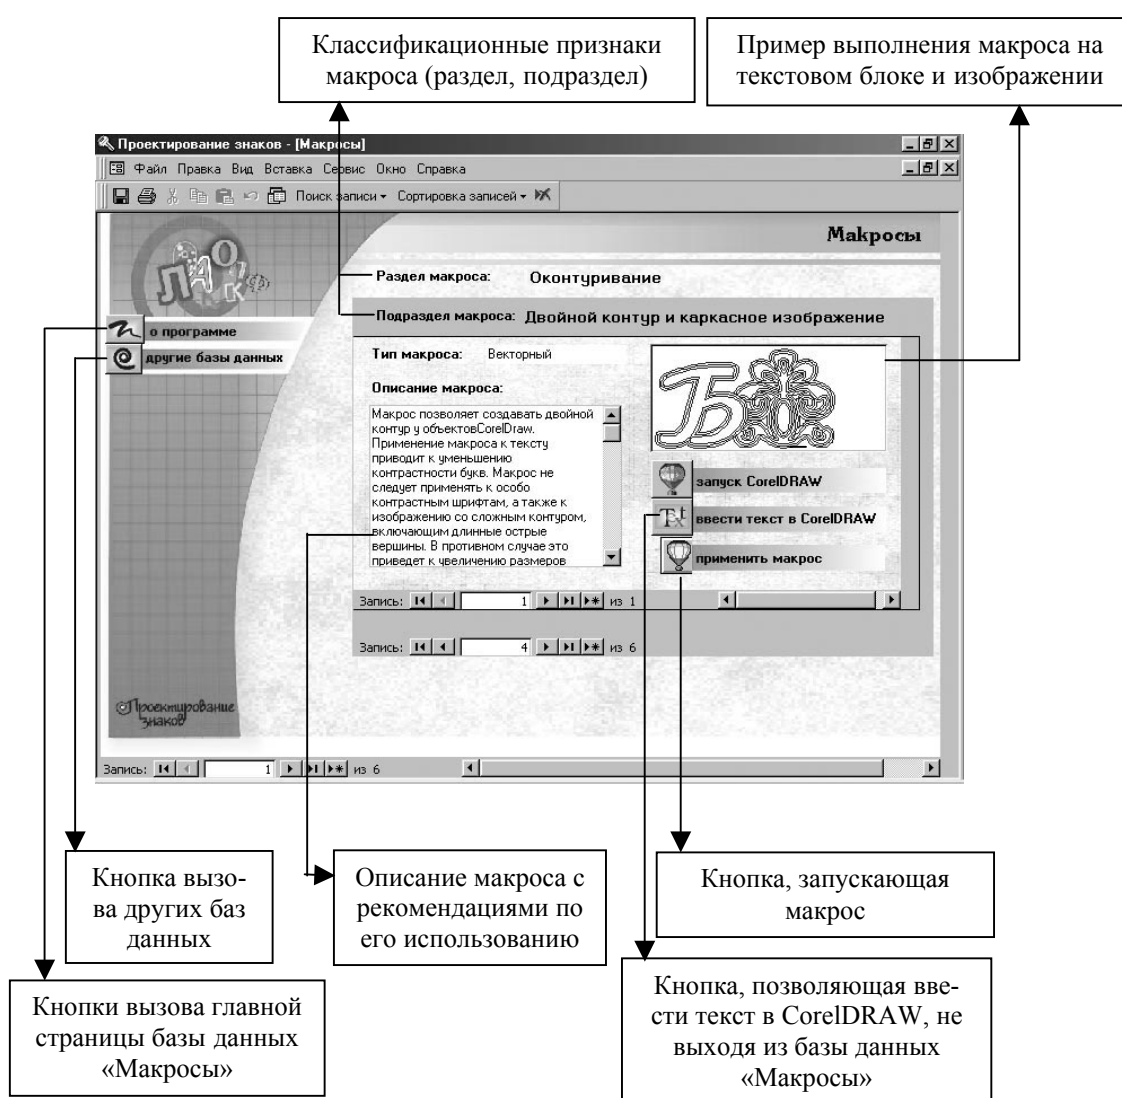 Классификационные признаки
макроса (раздел, подраздел)
Пример выполнения макроса на
текстовом блоке и изображении
Проектирование знаков - [Макросы]
Файл Правка Вид Вставка Сервис Окно Справка
Поиск записи Сортировка записей
Макросы
Раздел макроса: Оконтуривание
Подраздел макроса: Двойной контур и каркасное изображение
о программе
другие базы данных
Тип макроса: Векторный
Описание макроса:
Макрос позволяет создавать двойной
контур у объектовCorelDraw.
Применение макроса к тексту
приводит к уменьшению
контрастности букв. Макрос не
следует применять к особо
контрастным шрифтам, а также к
изображению со сложным контуром,
включающим длинные острые
вершины. В противном случае это
приведет к увеличению размеров
запуск CorelDRAW
ввести текст в CorelDRAW
применить макрос
Запись: 1 из 1
Запись: 4 из 6
Проектирование
знаков
Запись: 1 из 6
Кнопка вызо-
ва других баз
данных
Описание макроса с
рекомендациями по
его использованию
Кнопка, запускающая
макрос
Кнопки вызова главной
страницы базы данных
«Макросы»
Кнопка, позволяющая вве-
сти текст в CorelDRAW, не
выходя из базы данных
«Макросы»